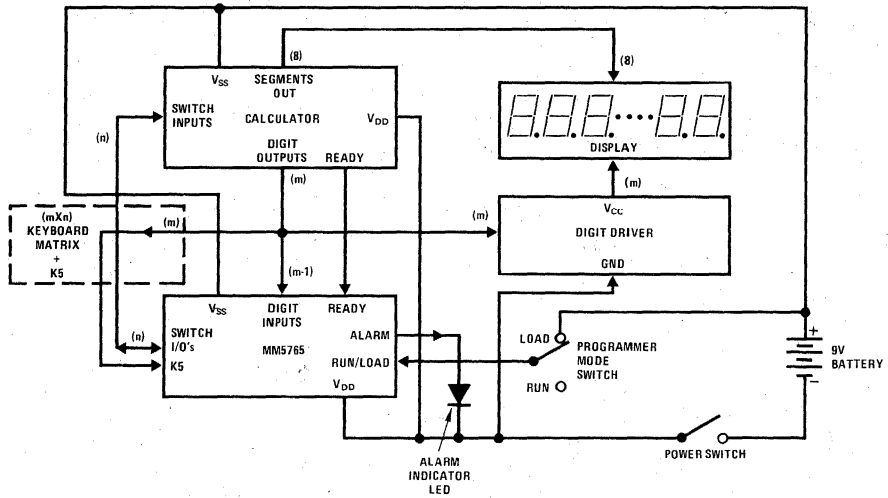 (8)
V_SS
SEGMENTS
OUT
(8)
SWITCH
INPUTS
CALCULATOR
V_DD
(n)
DIGIT
OUTPUTS
READY
DISPLAY
(m)
(m)
(mXn)
KEYBOARD
MATRIX
+
K5
(m)
(m)
V_CC
DIGIT DRIVER
GND
(m-1)
V_SS
DIGIT
INPUTS
READY
(n)
SWITCH
I/O's
MM5765
ALARM
K5
RUN/LOAD
V_DD
LOAD
PROGRAMMER
MODE
SWITCH
RUN
+
9V
BATTERY
−
ALARM
INDICATOR
LED
POWER SWITCH